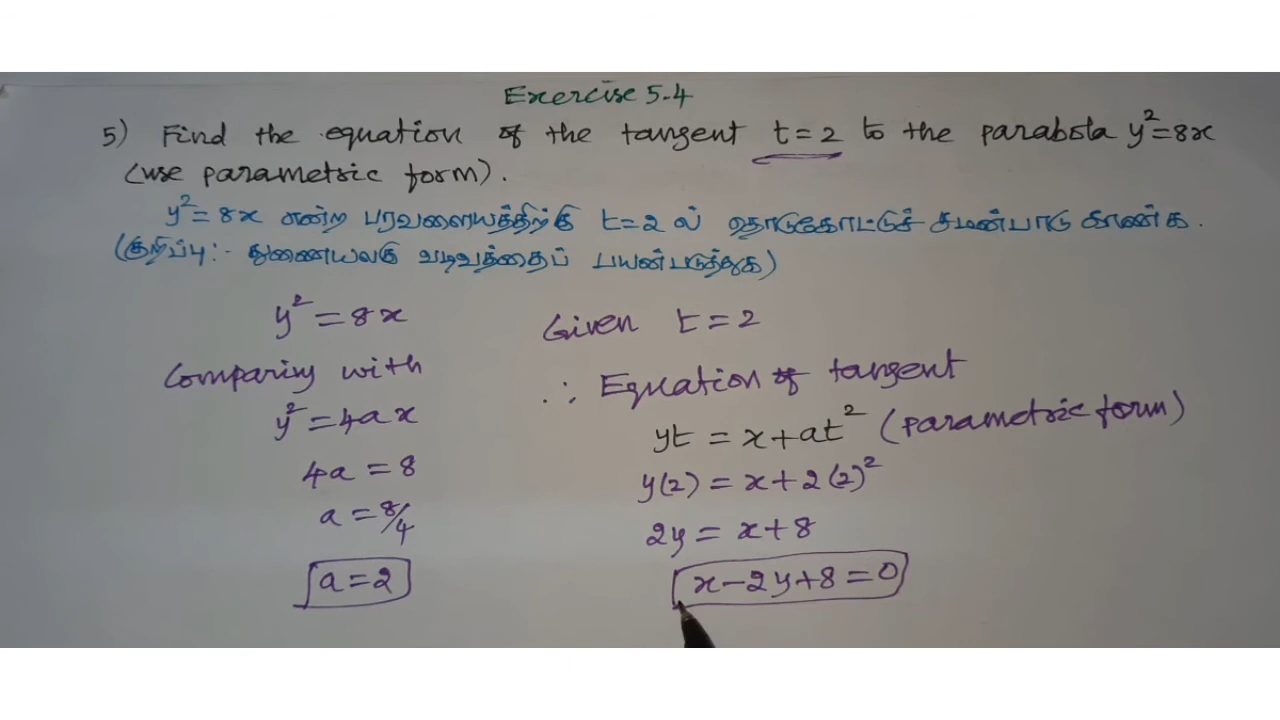 Exercise 5.4
5) Find the equation of the tangent t=2 to the parabola y²=8x
(use parametric form).
y²=8x என்ற பரவளையத்திற்கு t=2 ல் தொடுகோட்டுச் சமன்பாடு காண்க.
(குறிப்பு:- துணையலகு வடிவத்தைப் பயன்படுத்துக)
y² = 8x
Comparing with
y² = 4ax
4a = 8
a = 8/4
a = 2
Given t = 2
∴ Equation of tangent
yt = x + at² (parametric form)
y(2) = x + 2(2)²
2y = x + 8
x - 2y + 8 = 0